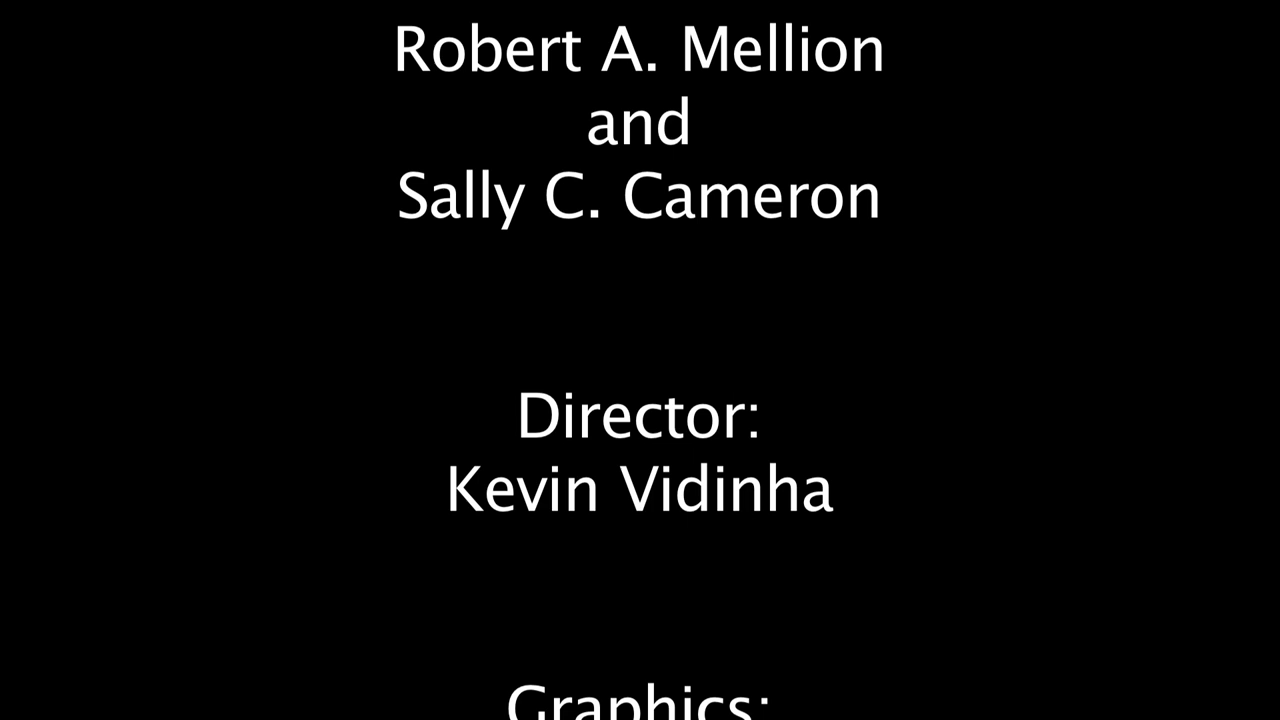 Robert A. Mellion
and
Sally C. Cameron
Director:
Kevin Vidinha
Graphics: